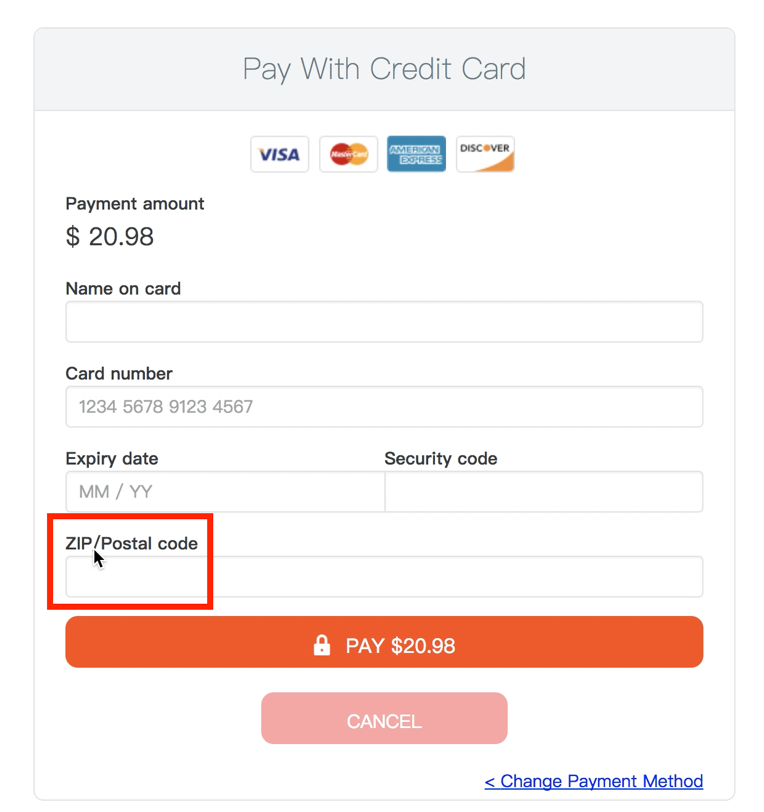 Pay With Credit Card
VISA MasterCard AMERICAN EXPRESS DISCOVER
Payment amount
$ 20.98
Name on card
Card number
1234 5678 9123 4567
Expiry date Security code
MM / YY
ZIP/Postal code
PAY $20.98
CANCEL
< Change Payment Method